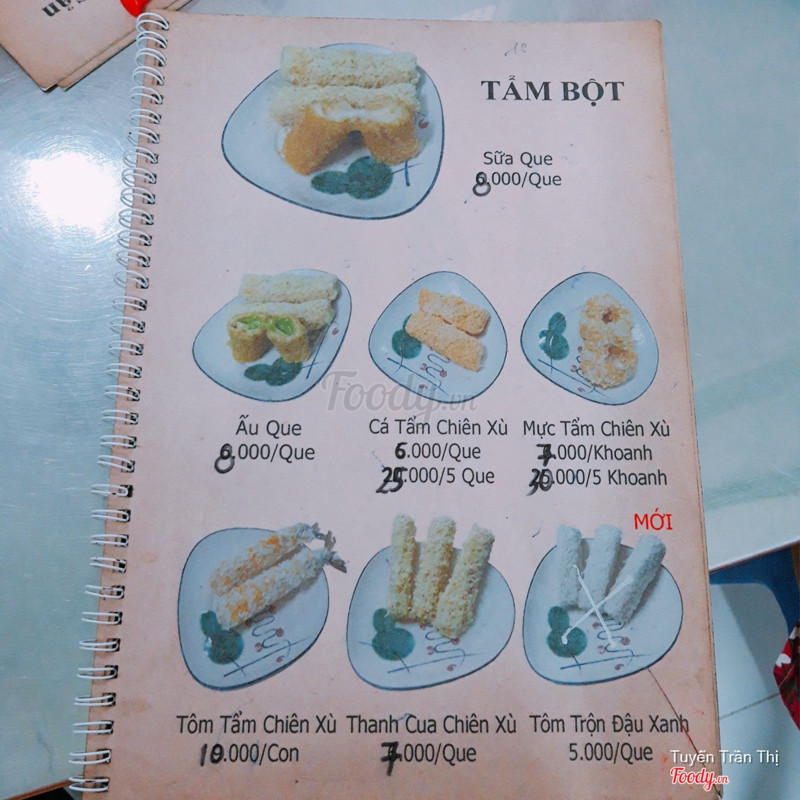 TẨM BỘT
Sữa Que
8.000/Que
Ấu Que
8.000/Que
Cá Tẩm Chiên Xù
6.000/Que
25.000/5 Que
Mực Tẩm Chiên Xù
7.000/Khoanh
30.000/5 Khoanh
MỚI
Tôm Tẩm Chiên Xù
10.000/Con
Thanh Cua Chiên Xù
7.000/Que
Tôm Trộn Đậu Xanh
5.000/Que
Foody.vn
Tuyền Trần Thị
Foody.vn